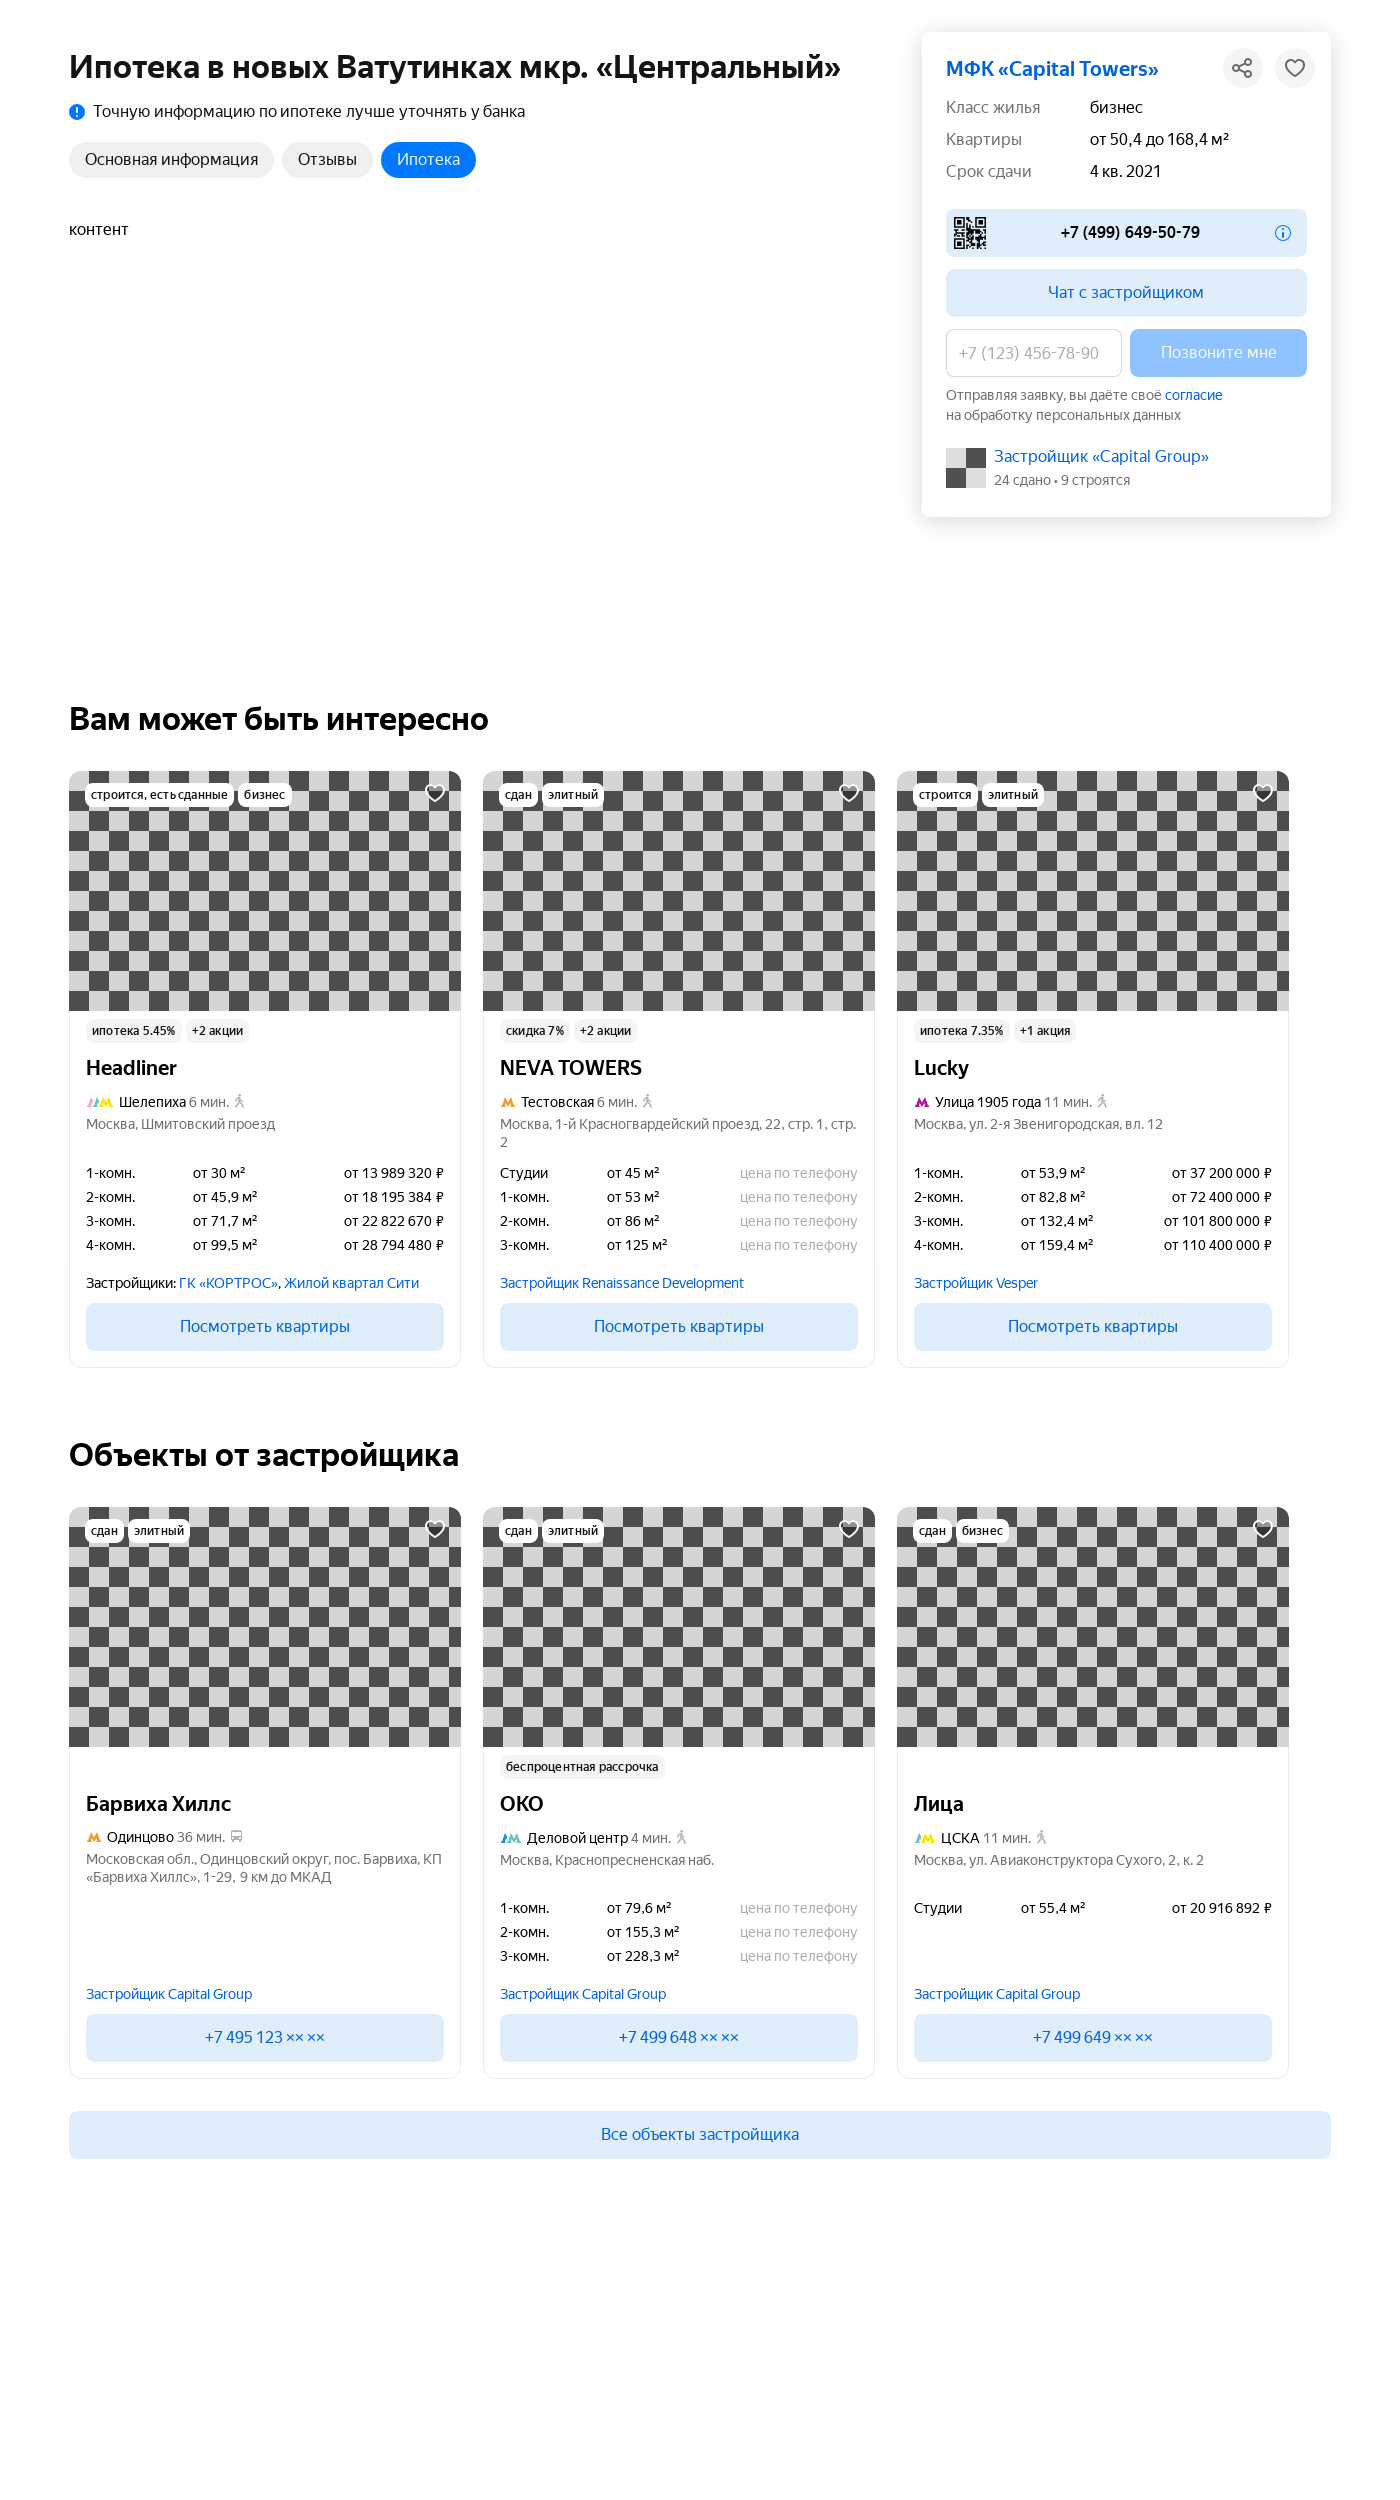 Ипотека в новых Ватутинках мкр. «Центральный»
Точную информацию по ипотеке лучше уточнять у банка
Основная информация Отзывы Ипотека
контент
МФК «Capital Towers»
Класс жилья бизнес
Квартиры от 50,4 до 168,4 м²
Срок сдачи 4 кв. 2021
+7 (499) 649-50-79
Чат с застройщиком
+7 (123) 456-78-90 Позвоните мне
Отправляя заявку, вы даёте своё согласие
на обработку персональных данных
Застройщик «Capital Group»
24 сдано • 9 строятся
Вам может быть интересно
строится, есть сданные бизнес
ипотека 5.45% +2 акции
Headliner
Шелепиха 6 мин.
Москва, Шмитовский проезд
1-комн. от 30 м² от 13 989 320 ₽
2-комн. от 45,9 м² от 18 195 384 ₽
3-комн. от 71,7 м² от 22 822 670 ₽
4-комн. от 99,5 м² от 28 794 480 ₽
Застройщики: ГК «КОРТРОС», Жилой квартал Сити
Посмотреть квартиры
сдан элитный
скидка 7% +2 акции
NEVA TOWERS
Тестовская 6 мин.
Москва, 1-й Красногвардейский проезд, 22, стр. 1, стр.
2
Студии от 45 м² цена по телефону
1-комн. от 53 м² цена по телефону
2-комн. от 86 м² цена по телефону
3-комн. от 125 м² цена по телефону
Застройщик Renaissance Development
Посмотреть квартиры
строится элитный
ипотека 7.35% +1 акция
Lucky
Улица 1905 года 11 мин.
Москва, ул. 2-я Звенигородская, вл. 12
1-комн. от 53,9 м² от 37 200 000 ₽
2-комн. от 82,8 м² от 72 400 000 ₽
3-комн. от 132,4 м² от 101 800 000 ₽
4-комн. от 159,4 м² от 110 400 000 ₽
Застройщик Vesper
Посмотреть квартиры
Объекты от застройщика
сдан элитный
Барвиха Хиллс
Одинцово 36 мин.
Московская обл., Одинцовский округ, пос. Барвиха, КП
«Барвиха Хиллс», 1-29, 9 км до МКАД
Застройщик Capital Group
+7 495 123 ×× ××
сдан элитный
беспроцентная рассрочка
ОКО
Деловой центр 4 мин.
Москва, Краснопресненская наб.
1-комн. от 79,6 м² цена по телефону
2-комн. от 155,3 м² цена по телефону
3-комн. от 228,3 м² цена по телефону
Застройщик Capital Group
+7 499 648 ×× ××
сдан бизнес
Лица
ЦСКА 11 мин.
Москва, ул. Авиаконструктора Сухого, 2, к. 2
Студии от 55,4 м² от 20 916 892 ₽
Застройщик Capital Group
+7 499 649 ×× ××
Все объекты застройщика